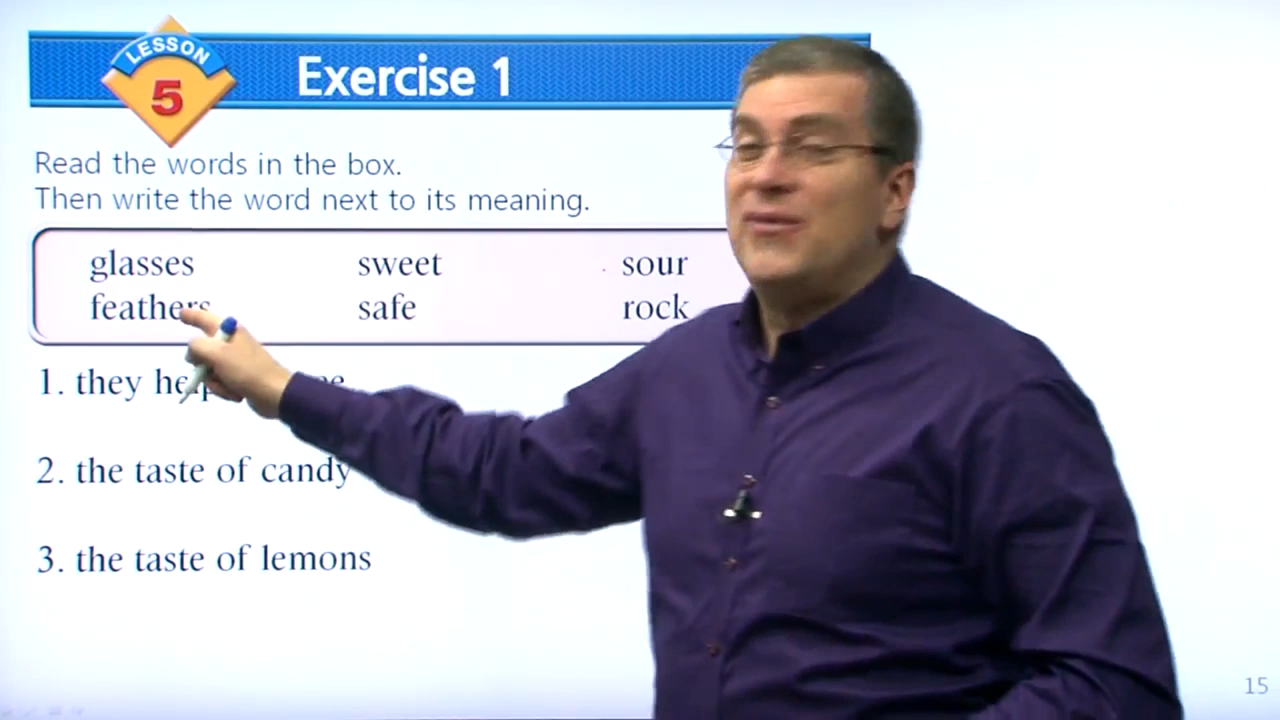 LESSON
5
Exercise 1
Read the words in the box.
Then write the word next to its meaning.
glasses sweet sour
feathers safe rock
1. they
2. the taste of candy
3. the taste of lemons
15